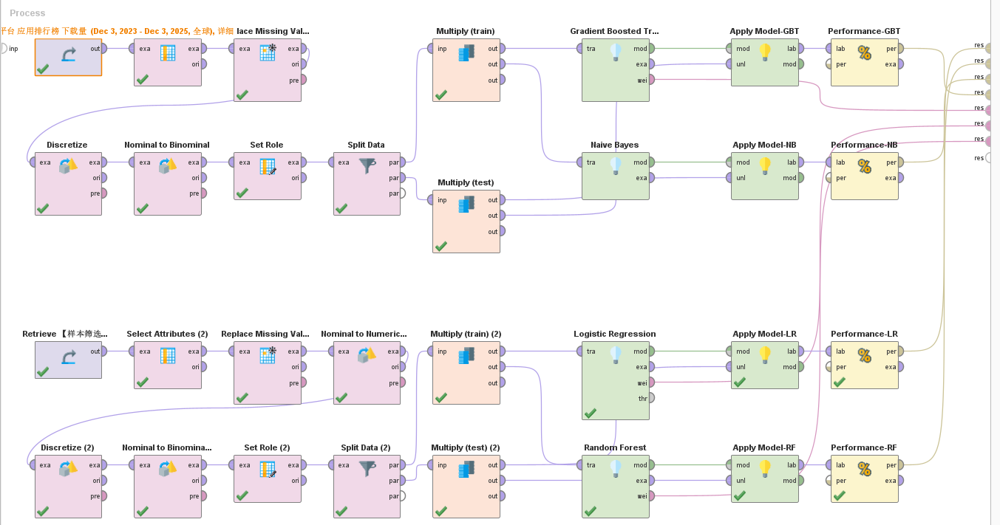 Process
平台 应用排行榜 下载量 (Dec 3, 2023 - Dec 3, 2025, 全球), 详细
lace Missing Val...
Multiply (train)
Gradient Boosted Tr...
Apply Model-GBT
Performance-GBT
inp
out
exa exa
ori
exa exa
ori
pre
inp out
out
out
tra mod
exa
wei
mod lab
unl mod
lab per
per exa
res
res
res
res
res
res
res
res
Discretize
Nominal to Binominal
Set Role
Split Data
Naive Bayes
Apply Model-NB
Performance-NB
exa exa
ori
pre
exa exa
ori
pre
exa exa
ori
exa par
par
par
Multiply (test)
inp out
out
out
tra mod
exa
mod lab
unl mod
lab per
per exa
Retrieve 【样本筛选...
Select Attributes (2)
Replace Missing Val...
Nominal to Numeric...
Multiply (train) (2)
Logistic Regression
Apply Model-LR
Performance-LR
out
exa exa
ori
exa exa
ori
pre
exa exa
ori
pre
inp out
out
out
tra mod
exa
wei
thr
mod lab
unl mod
lab per
per exa
Discretize (2)
Nominal to Binomina...
Set Role (2)
Split Data (2)
Multiply (test) (2)
Random Forest
Apply Model-RF
Performance-RF
exa exa
ori
pre
exa exa
ori
pre
exa exa
ori
exa par
par
par
inp out
out
out
tra mod
exa
wei
mod lab
unl mod
lab per
per exa